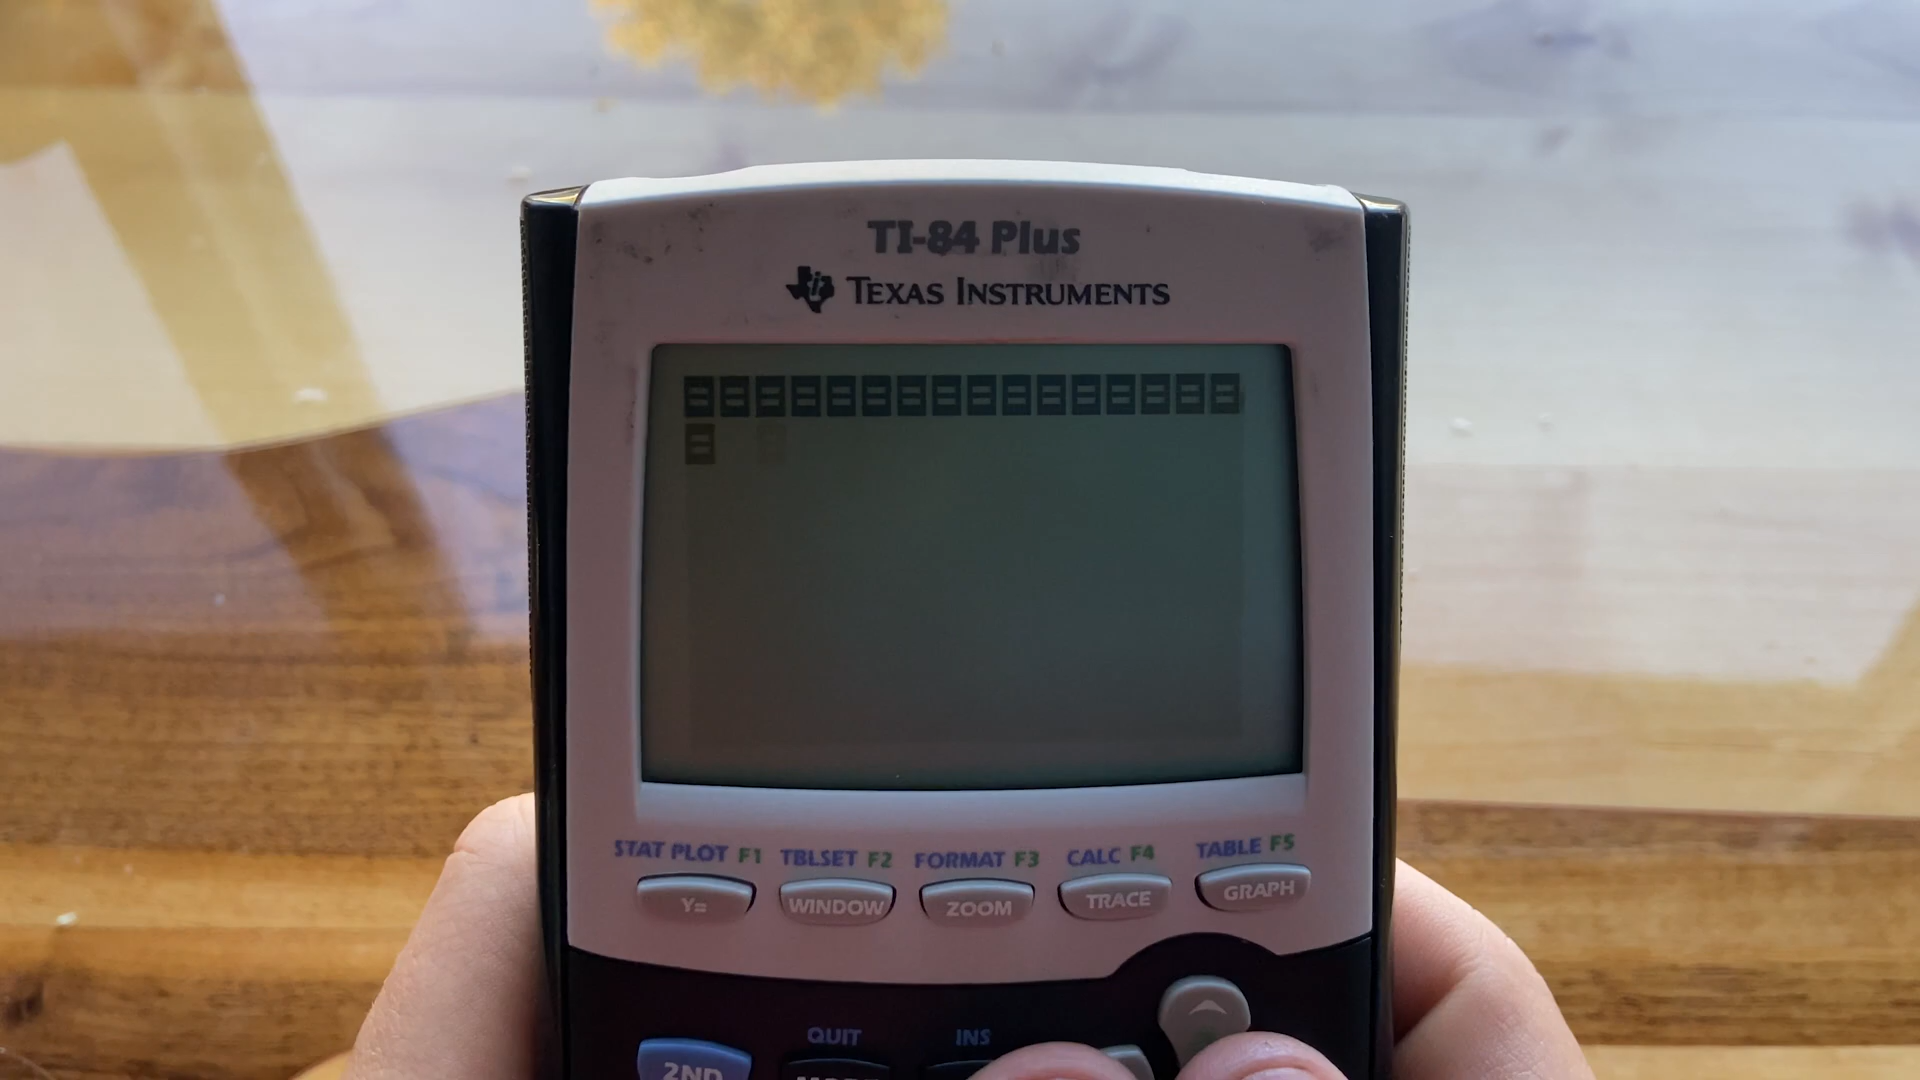 TI-84 Plus
TEXAS INSTRUMENTS
================
=
STAT PLOT F1 TBLSET F2 FORMAT F3 CALC F4 TABLE F5
Y= WINDOW ZOOM TRACE GRAPH
QUIT INS
2ND